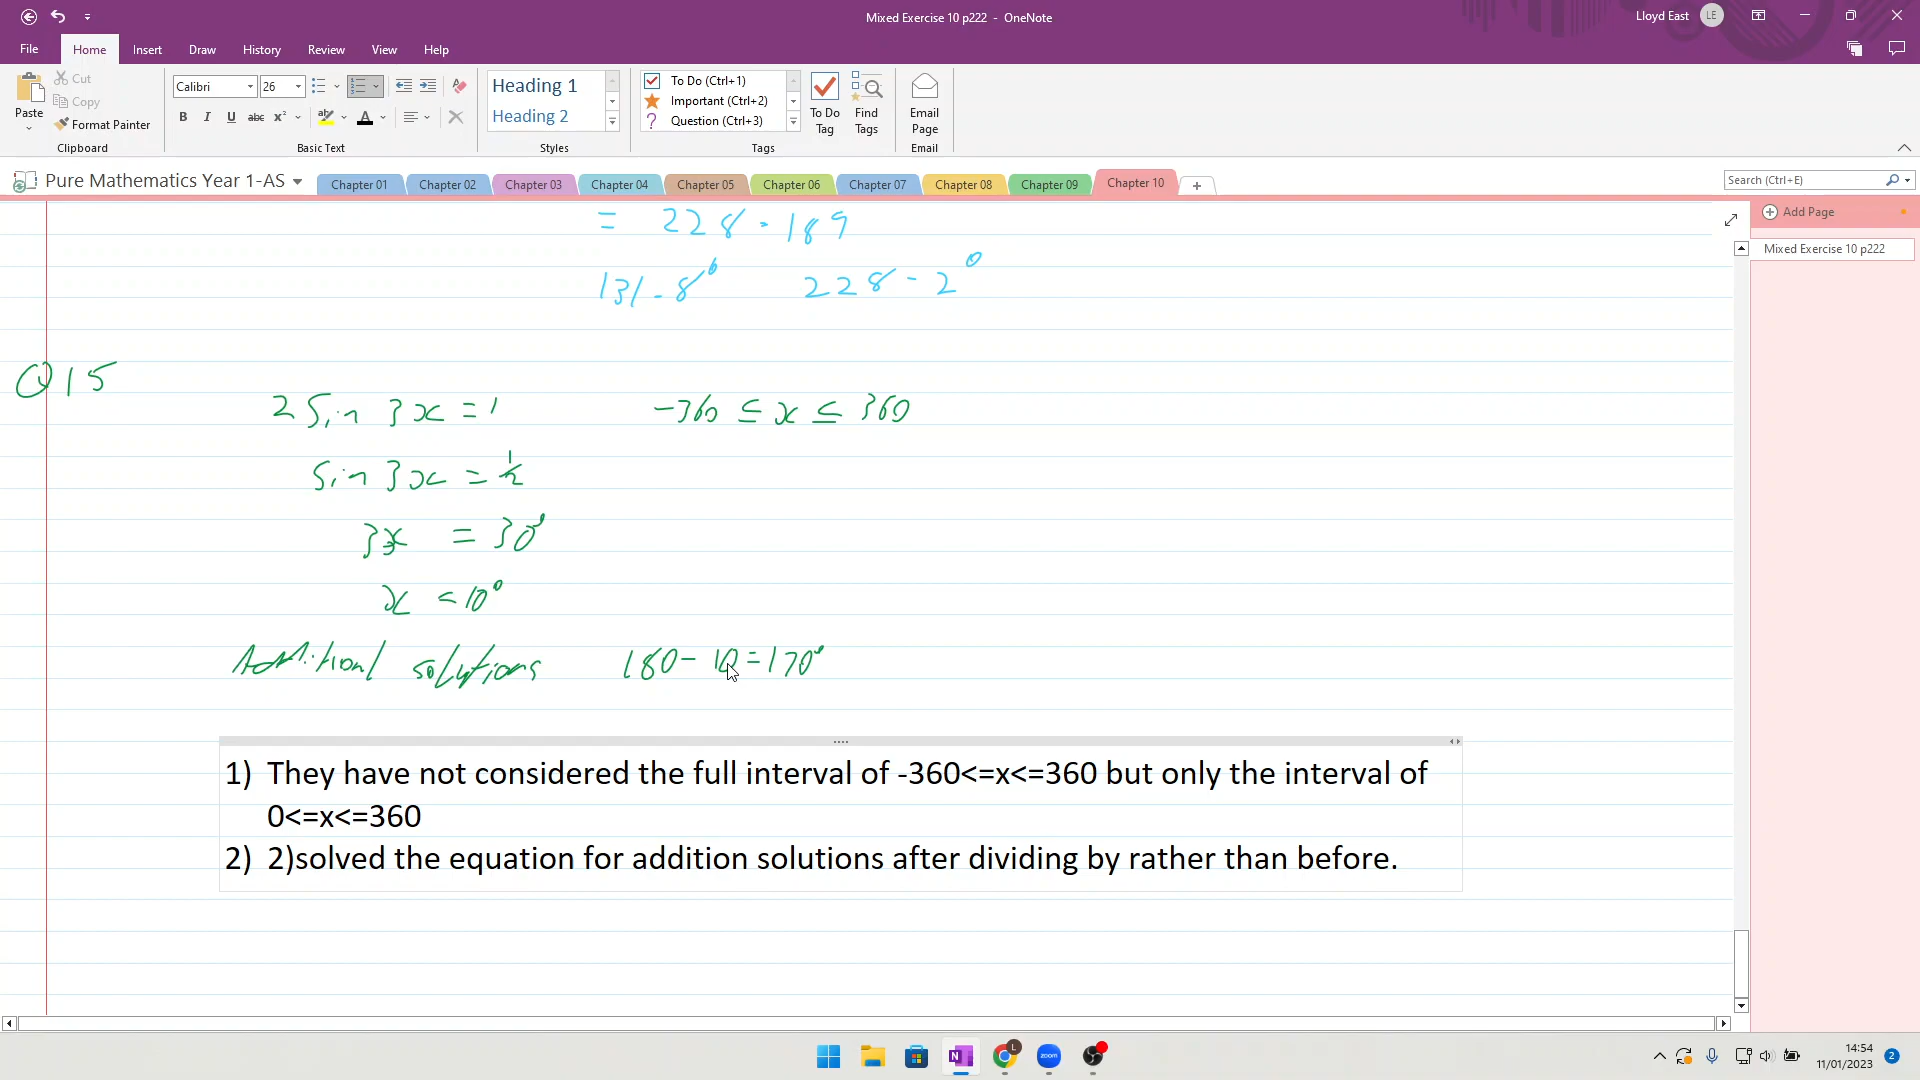 Mixed Exercise 10 p222 - OneNote
Lloyd East LE
File Home Insert Draw History Review View Help
Paste
Cut
Copy
Format Painter
Clipboard
Calibri 26
B I U abc x² A
Basic Text
Heading 1
Heading 2
Styles
To Do (Ctrl+1)
Important (Ctrl+2)
Question (Ctrl+3)
To Do Tag
Find Tags
Tags
Email Page
Email
Pure Mathematics Year 1-AS Chapter 01 Chapter 02 Chapter 03 Chapter 04 Chapter 05 Chapter 06 Chapter 07 Chapter 08 Chapter 09 Chapter 10 +
Search (Ctrl+E)
Add Page
Mixed Exercise 10 p222
= 228.189
131.8° 228.2°
Q15
2 Sin 3x = 1 -360 ≤ x ≤ 360
Sin 3x = ½
3x = 30°
x = 10°
Additional solutions 180 - 10 = 170°
1) They have not considered the full interval of -360<=x<=360 but only the interval of
0<=x<=360
2) 2)solved the equation for addition solutions after dividing by rather than before.
L
zoom
14:54
11/01/2023
2